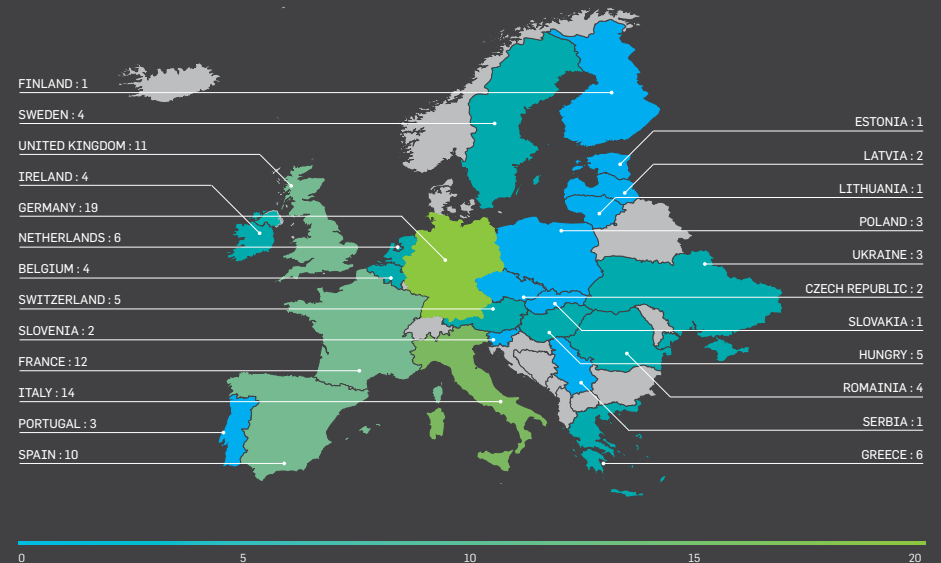 FINLAND : 1
SWEDEN : 4
UNITED KINGDOM : 11
IRELAND : 4
GERMANY : 19
NETHERLANDS : 6
BELGIUM : 4
SWITZERLAND : 5
SLOVENIA : 2
FRANCE : 12
ITALY : 14
PORTUGAL : 3
SPAIN : 10
ESTONIA : 1
LATVIA : 2
LITHUANIA : 1
POLAND : 3
UKRAINE : 3
CZECH REPUBLIC : 2
SLOVAKIA : 1
HUNGRY : 5
ROMAINIA : 4
SERBIA : 1
GREECE : 6
0 5 10 15 20